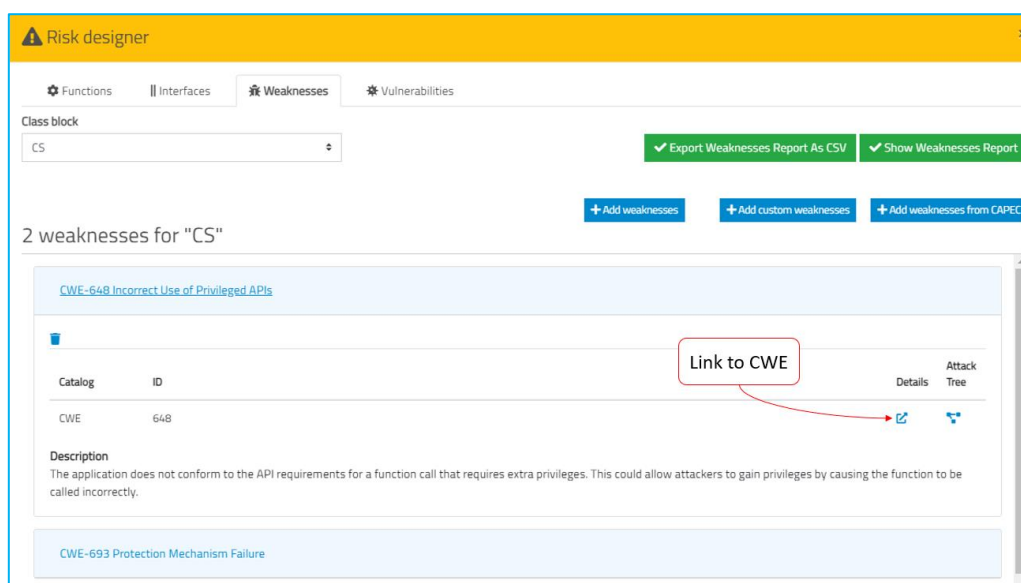 Risk designer
Functions Interfaces Weaknesses Vulnerabilities
Class block
CS
Export Weaknesses Report As CSV Show Weaknesses Report
Add weaknesses Add custom weaknesses Add weaknesses from CAPEC
2 weaknesses for "CS"
CWE-648 Incorrect Use of Privileged APIs
Link to CWE
Catalog ID Details Attack Tree
CWE 648
Description
The application does not conform to the API requirements for a function call that requires extra privileges. This could allow attackers to gain privileges by causing the function to be
called incorrectly.
CWE-693 Protection Mechanism Failure